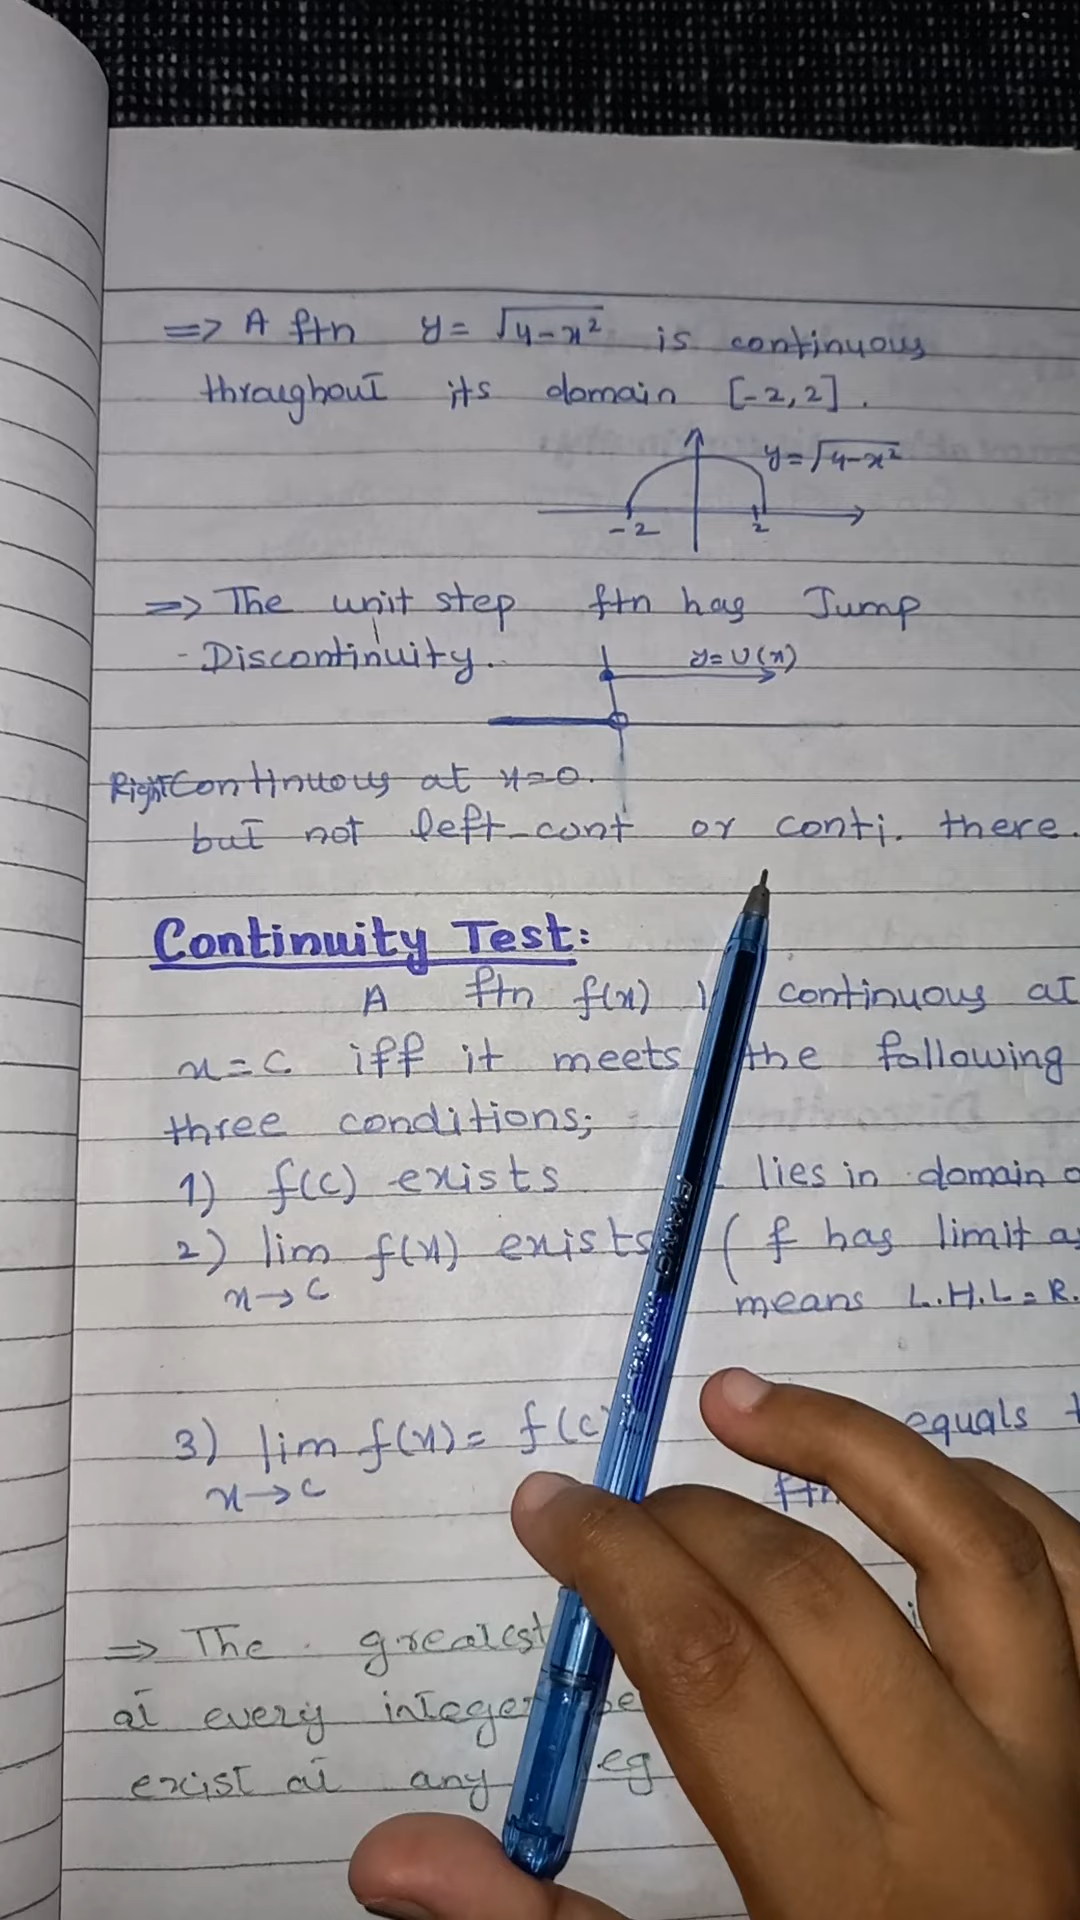 => A ftn y = √4-x² is continuous
throughout its domain [-2,2].
y=√4-x²
-2 2
=> The unit step ftn has Jump
Discontinuity.
y=U(x)
Right Continuous at x=0.
but not left cont or conti. there.
Continuity Test:
A ftn f(x) continuous at
x=c iff it meets the following
three conditions;
1) f(c) exists lies in domain
2) lim f(x) exists (f has limit
x→c means L.H.L = R.
3) lim f(x) = f(c) equals
x→c ftn
=> The greatest
at every integer
exist at any